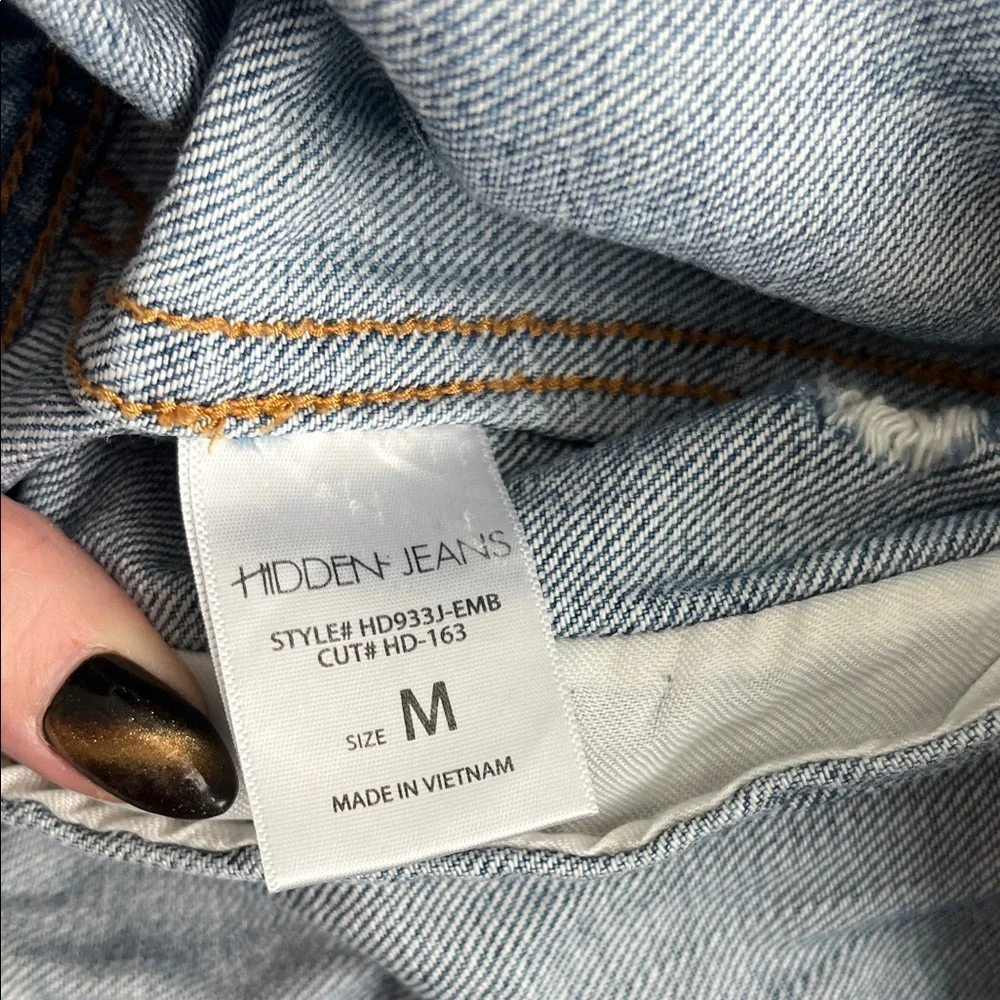 HIDDEN JEANS
STYLE# HD933J-EMB
CUT# HD-163
SIZE M
MADE IN VIETNAM